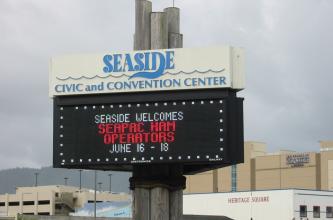 SEASIDE
CIVIC and CONVENTION CENTER
SEASIDE WELCOMES
SEAPAC HAM
OPERATORS
JUNE 16 - 18
HERITAGE SQUARE